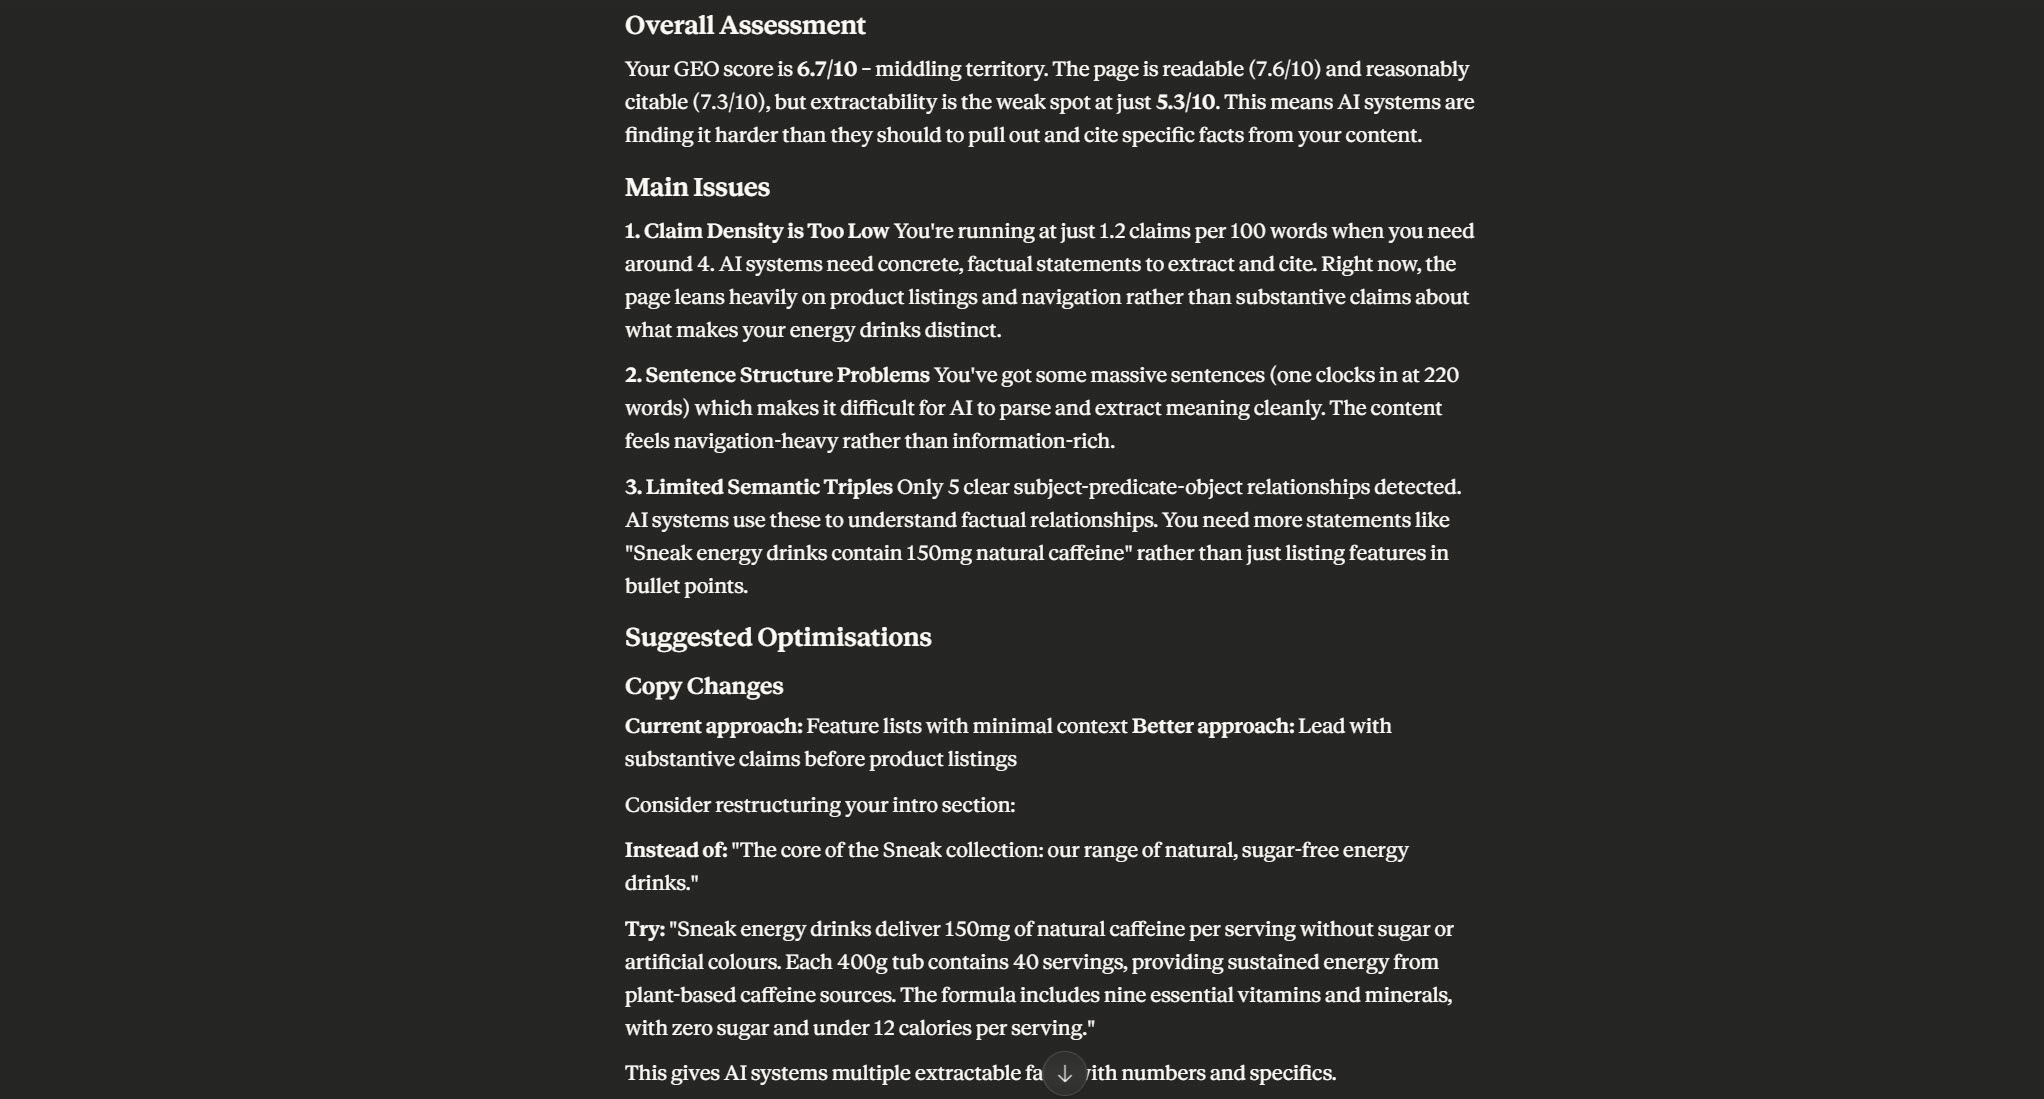 Overall Assessment
Your GEO score is 6.7/10 – middling territory. The page is readable (7.6/10) and reasonably
citable (7.3/10), but extractability is the weak spot at just 5.3/10. This means AI systems are
finding it harder than they should to pull out and cite specific facts from your content.
Main Issues
1. Claim Density is Too Low You're running at just 1.2 claims per 100 words when you need
around 4. AI systems need concrete, factual statements to extract and cite. Right now, the
page leans heavily on product listings and navigation rather than substantive claims about
what makes your energy drinks distinct.
2. Sentence Structure Problems You've got some massive sentences (one clocks in at 220
words) which makes it difficult for AI to parse and extract meaning cleanly. The content
feels navigation-heavy rather than information-rich.
3. Limited Semantic Triples Only 5 clear subject-predicate-object relationships detected.
AI systems use these to understand factual relationships. You need more statements like
"Sneak energy drinks contain 150mg natural caffeine" rather than just listing features in
bullet points.
Suggested Optimisations
Copy Changes
Current approach: Feature lists with minimal context Better approach: Lead with
substantive claims before product listings
Consider restructuring your intro section:
Instead of: "The core of the Sneak collection: our range of natural, sugar-free energy
drinks."
Try: "Sneak energy drinks deliver 150mg of natural caffeine per serving without sugar or
artificial colours. Each 400g tub contains 40 servings, providing sustained energy from
plant-based caffeine sources. The formula includes nine essential vitamins and minerals,
with zero sugar and under 12 calories per serving."
This gives AI systems multiple extractable numbers and specifics.